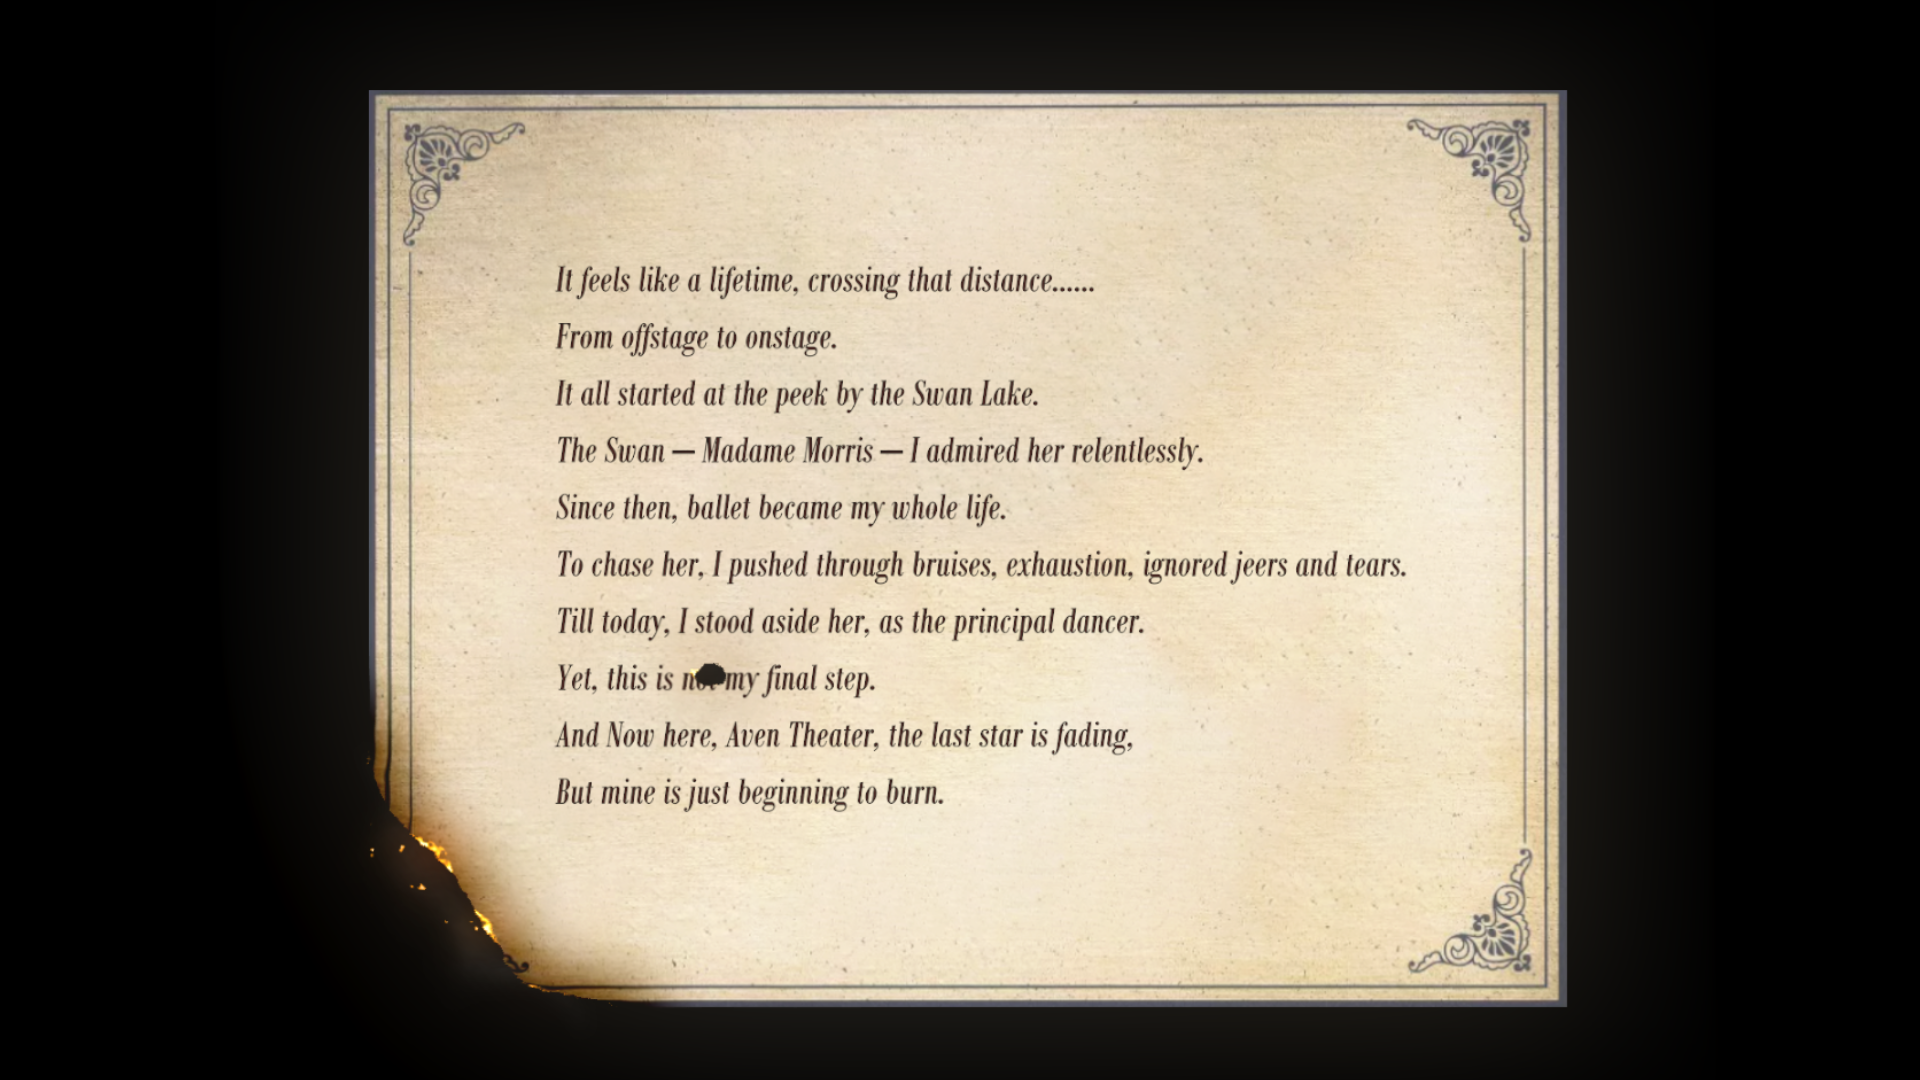 It feels like a lifetime, crossing that distance......
From offstage to onstage.
It all started at the peek by the Swan Lake.
The Swan — Madame Morris — I admired her relentlessly.
Since then, ballet became my whole life.
To chase her, I pushed through bruises, exhaustion, ignored jeers and tears.
Till today, I stood aside her, as the principal dancer.
Yet, this is not my final step.
And Now here, Aven Theater, the last star is fading,
But mine is just beginning to burn.